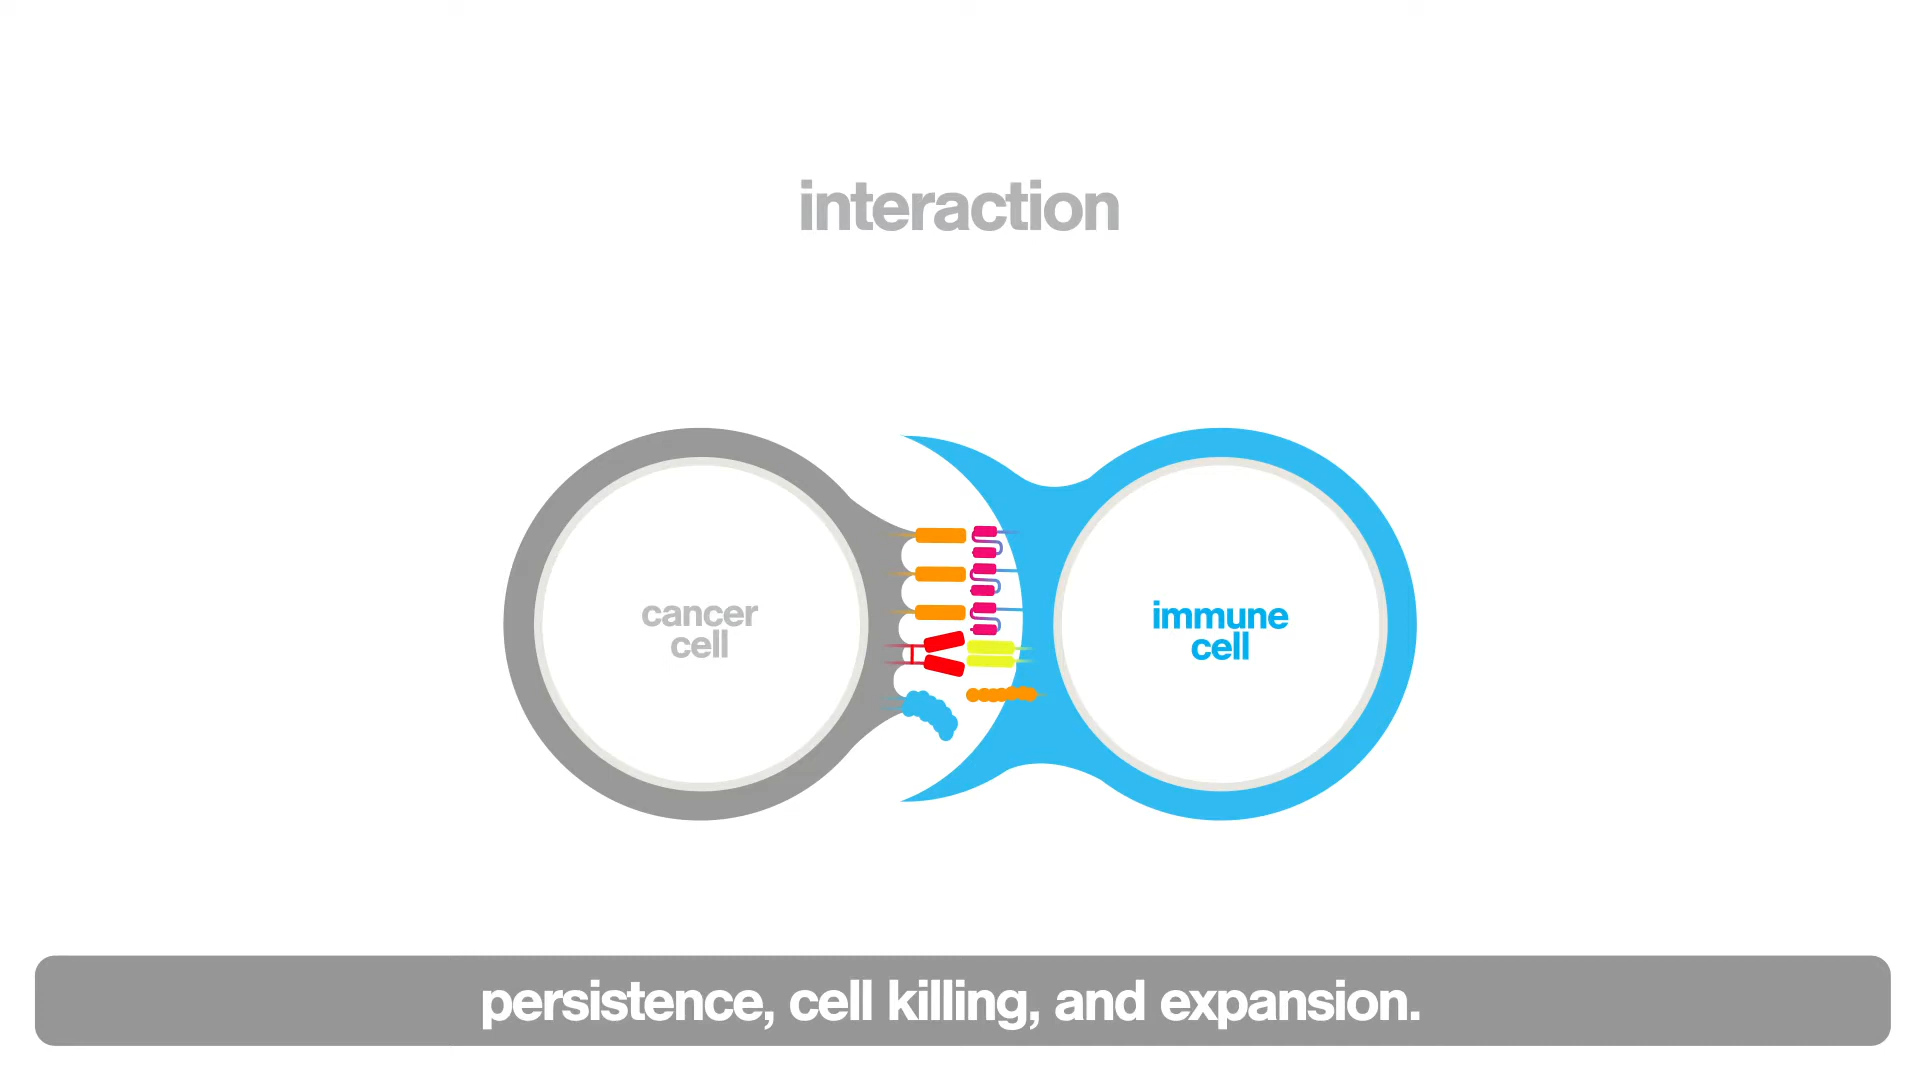 interaction
cancer
cell
immune
cell
persistence, cell killing, and expansion.